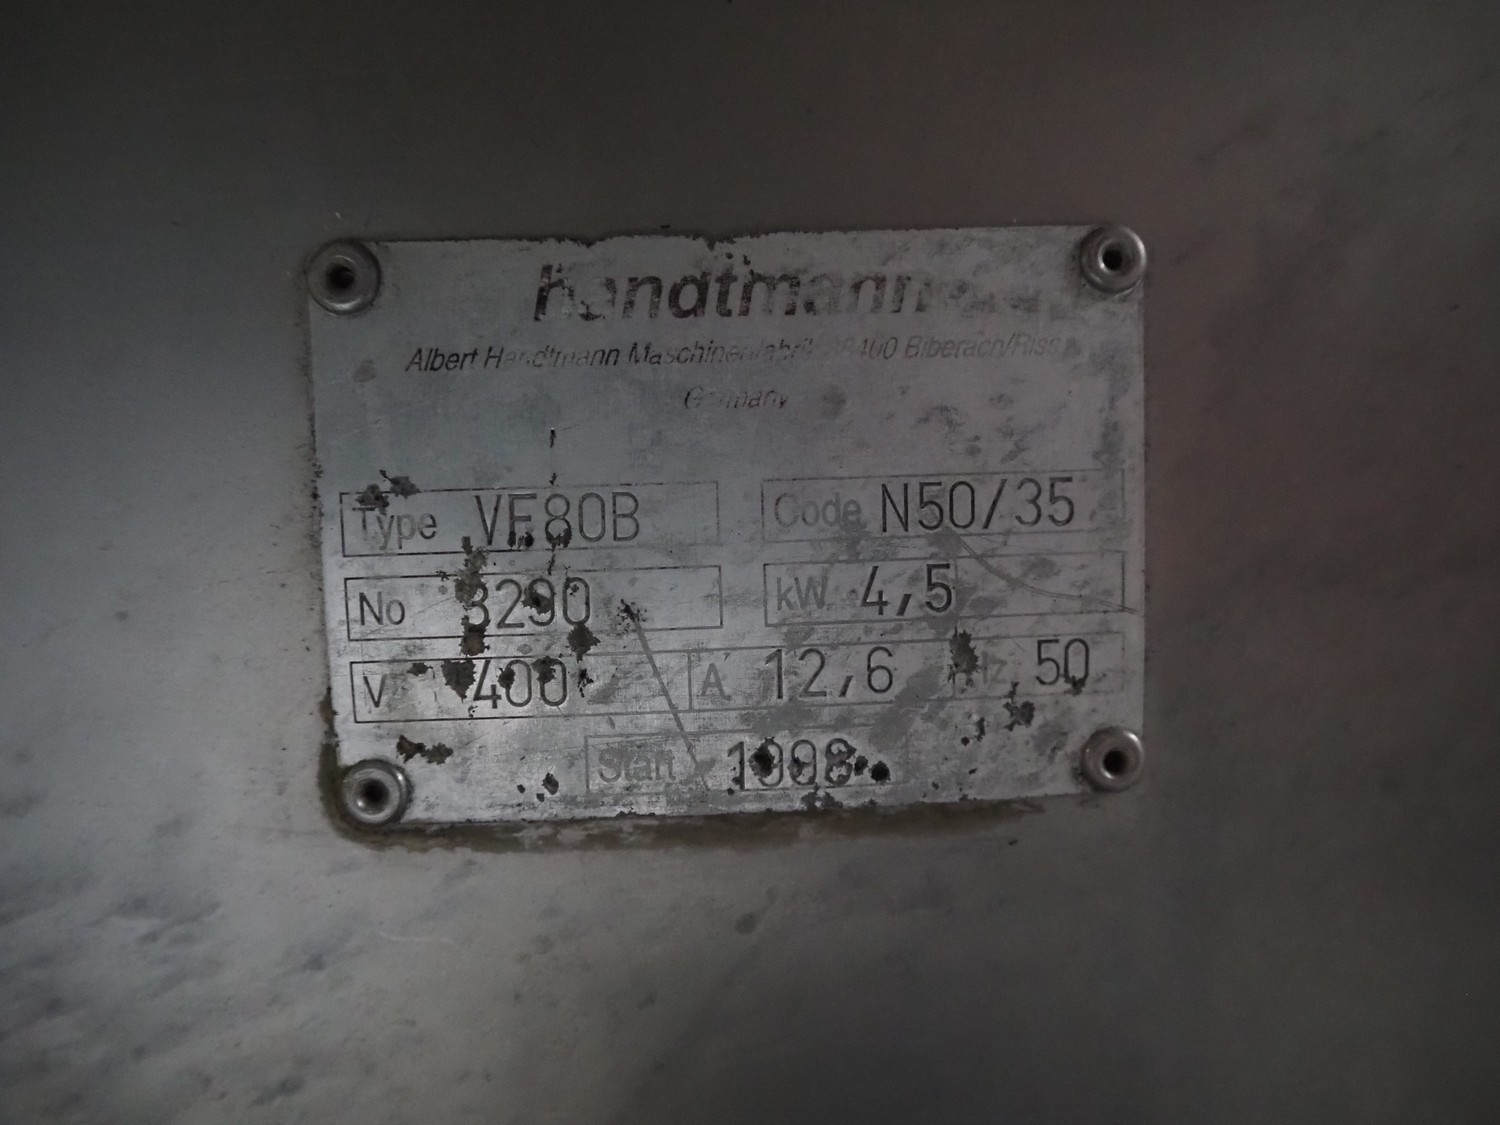 handtmann
Albert Handtmann Maschinenfabrik 88400 Biberach/Riss
Germany
Type VF80B Code N50/35
No 3290 kW 4,5
V 400 A 12,6 Hz 50
Start 1998